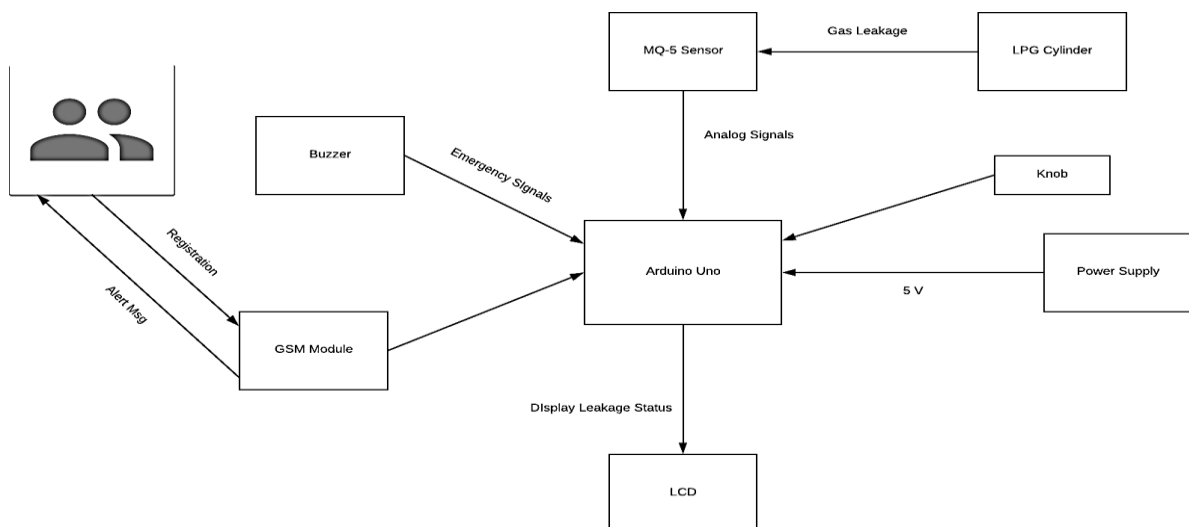 Gas Leakage
MQ-5 Sensor
LPG Cylinder
Analog Signals
Buzzer
Emergency SIgnals
Knob
Registration
Arduino Uno
Power Supply
5 V
Alert Msg
GSM Module
DIsplay Leakage Status
LCD